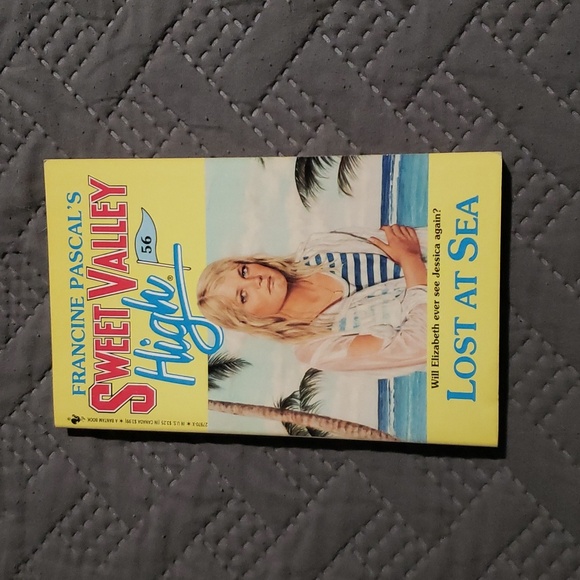 FRANCINE PASCAL'S
SWEET VALLEY
High®
56
Will Elizabeth ever see Jessica again?
LOST AT SEA